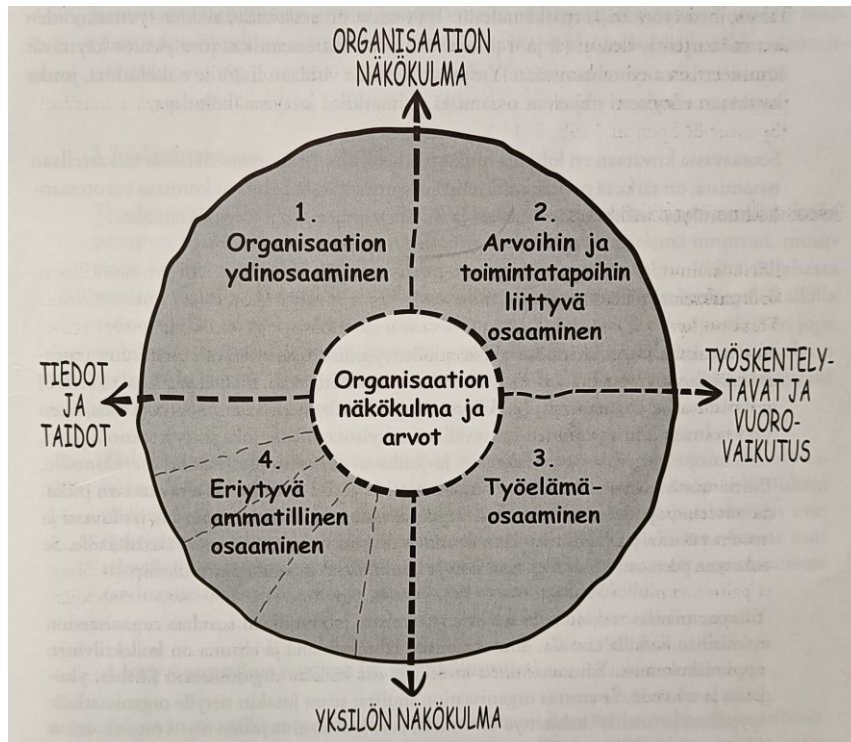 ORGANISAATION
NÄKÖKULMA
1.
Organisaation
ydinosaaminen
2.
Arvoihin ja
toimintatapoihin
liittyvä
osaaminen
TIEDOT
JA
TAIDOT
Organisaation
näkökulma ja
arvot
TYÖSKENTELY-
TAVAT JA
VUORO-
VAIKUTUS
4.
Eriytyvä
ammatillinen
osaaminen
3.
Työelämä-
osaaminen
YKSILÖN NÄKÖKULMA